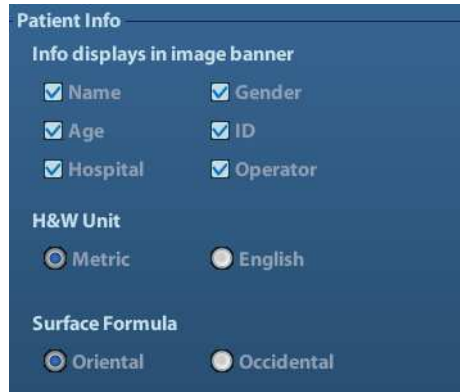 Patient Info
Info displays in image banner
Name Gender
Age ID
Hospital Operator
H&W Unit
Metric English
Surface Formula
Oriental Occidental